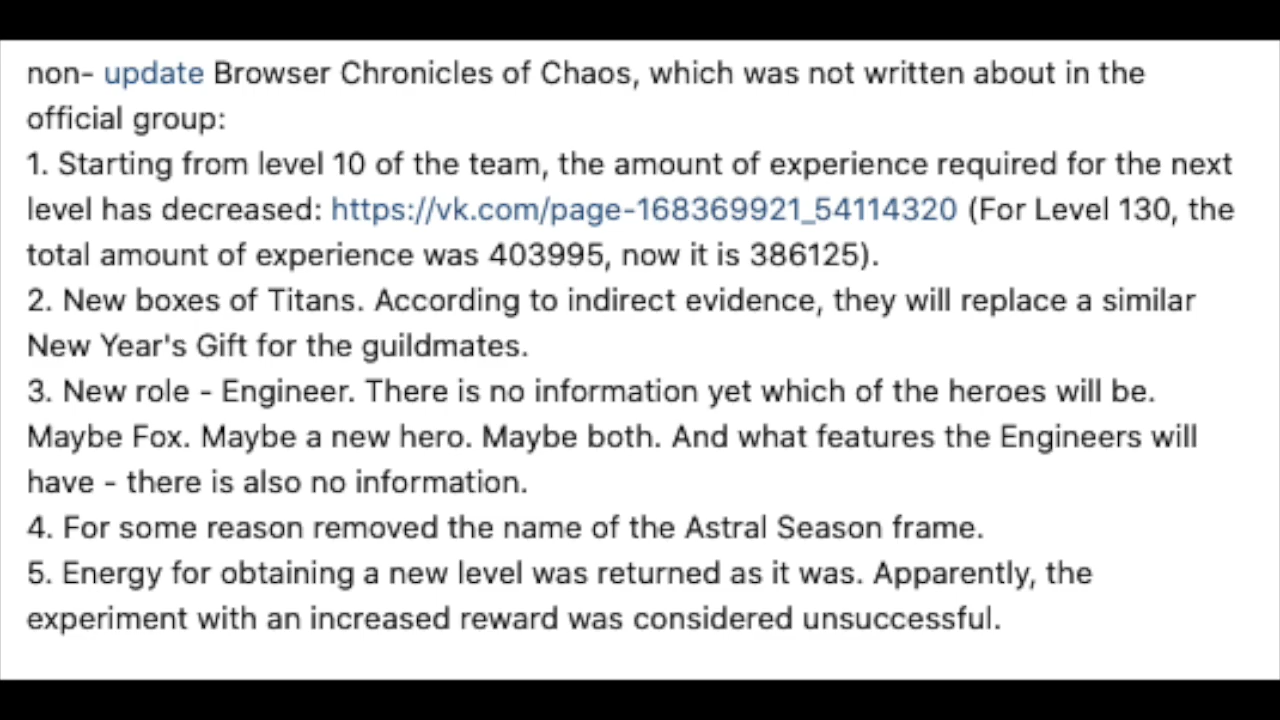 non- update Browser Chronicles of Chaos, which was not written about in the
official group:
1. Starting from level 10 of the team, the amount of experience required for the next
level has decreased: https://vk.com/page-168369921_54114320 (For Level 130, the
total amount of experience was 403995, now it is 386125).
2. New boxes of Titans. According to indirect evidence, they will replace a similar
New Year's Gift for the guildmates.
3. New role - Engineer. There is no information yet which of the heroes will be.
Maybe Fox. Maybe a new hero. Maybe both. And what features the Engineers will
have - there is also no information.
4. For some reason removed the name of the Astral Season frame.
5. Energy for obtaining a new level was returned as it was. Apparently, the
experiment with an increased reward was considered unsuccessful.